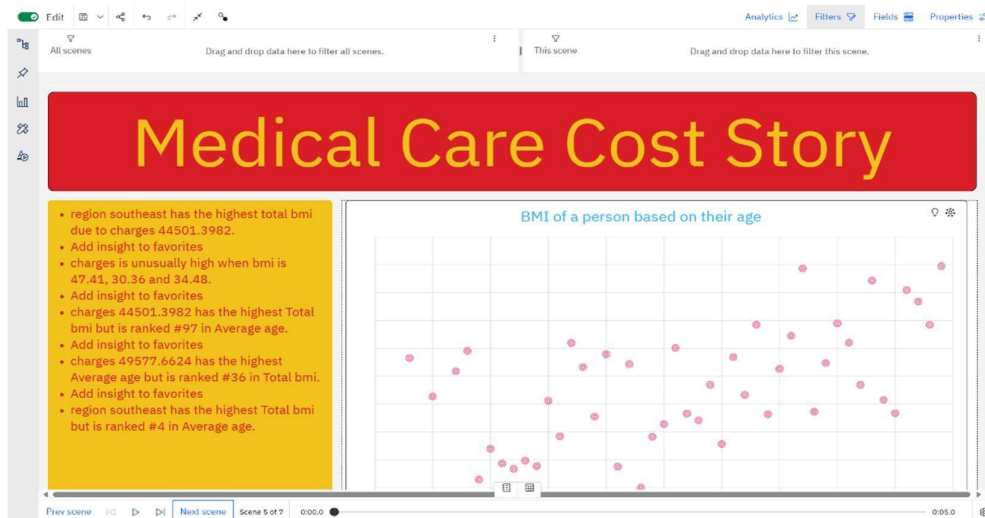 Edit
Analytics
Filters
Fields
Properties
All scenes
Drag and drop data here to filter all scenes.
This scene
Drag and drop data here to filter this scene.
Medical Care Cost Story
• region southeast has the highest total bmi
due to charges 44501.3982.
• Add insight to favorites
• charges is unusually high when bmi is
47.41, 30.36 and 34.48.
• Add insight to favorites
• charges 44501.3982 has the highest Total
bmi but is ranked #97 in Average age.
• Add insight to favorites
• charges 49577.6624 has the highest
Average age but is ranked #36 in Total bmi.
• Add insight to favorites
• region southeast has the highest Total bmi
but is ranked #4 in Average age.
BMI of a person based on their age
Prev scene
Next scene
Scene 5 of 7
0:00.0
0:05.0